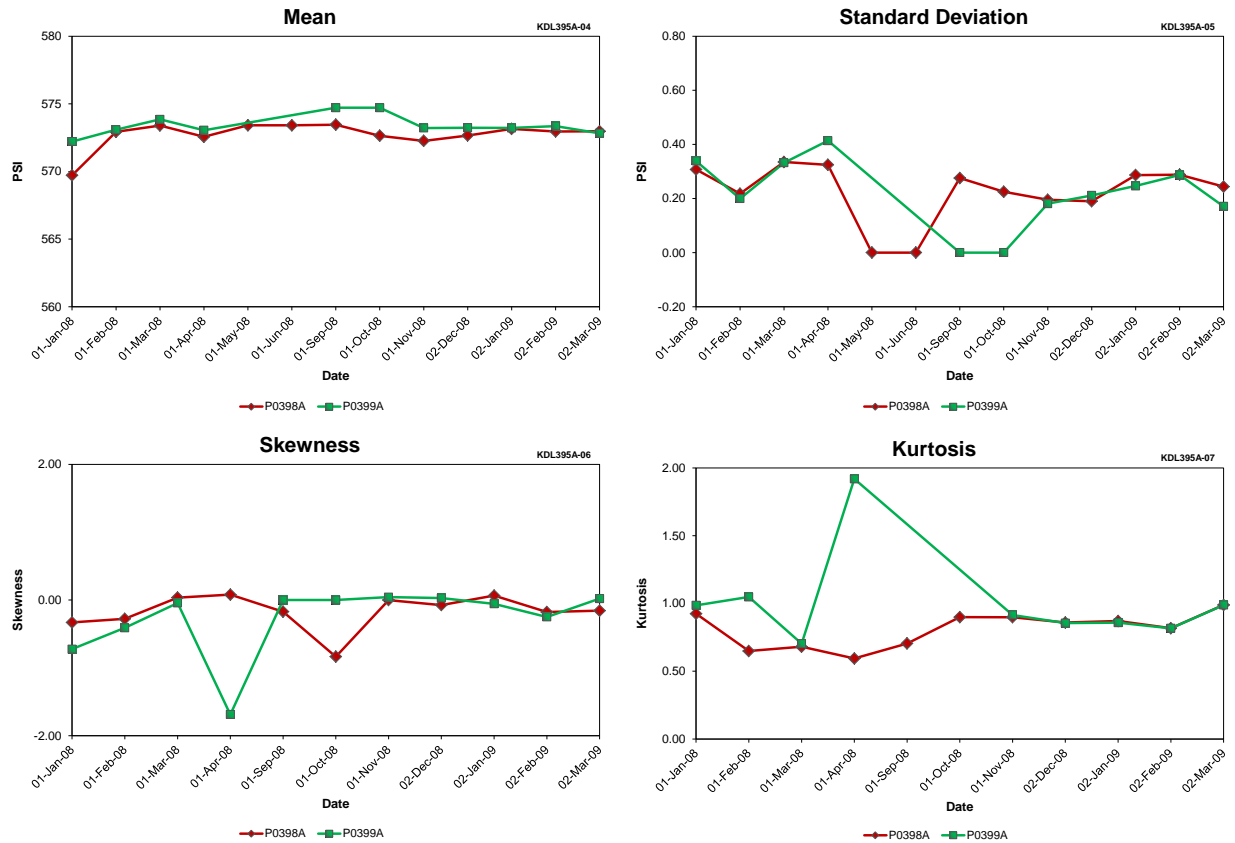 Mean
KDL395A-04
580
575
570
565
560
PSI
01-Jan-08
01-Feb-08
01-Mar-08
01-Apr-08
01-May-08
01-Jun-08
01-Sep-08
01-Oct-08
01-Nov-08
02-Dec-08
02-Jan-09
02-Feb-09
02-Mar-09
Date
P0398A P0399A
Standard Deviation
KDL395A-05
0.80
0.60
0.40
0.20
0.00
-0.20
PSI
01-Jan-08
01-Feb-08
01-Mar-08
01-Apr-08
01-May-08
01-Jun-08
01-Sep-08
01-Oct-08
01-Nov-08
02-Dec-08
02-Jan-09
02-Feb-09
02-Mar-09
Date
P0398A P0399A
Skewness
KDL395A-06
2.00
0.00
-2.00
Skewness
01-Jan-08
01-Feb-08
01-Mar-08
01-Apr-08
01-Sep-08
01-Oct-08
01-Nov-08
02-Dec-08
02-Jan-09
02-Feb-09
02-Mar-09
Date
P0398A P0399A
Kurtosis
KDL395A-07
2.00
1.50
1.00
0.50
0.00
Kurtosis
01-Jan-08
01-Feb-08
01-Mar-08
01-Apr-08
01-Sep-08
01-Oct-08
01-Nov-08
02-Dec-08
02-Jan-09
02-Feb-09
02-Mar-09
Date
P0398A P0399A